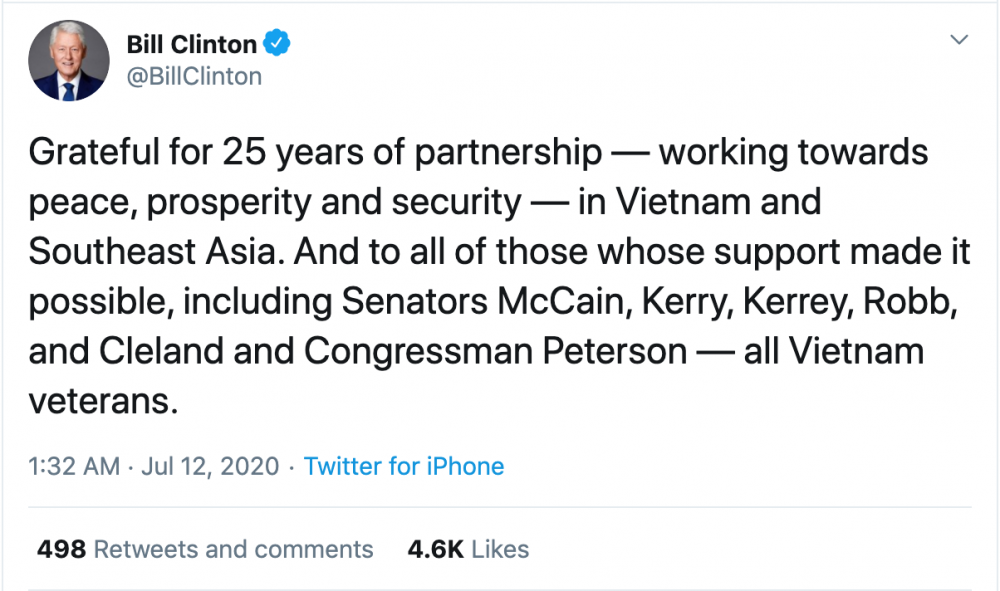 Bill Clinton
@BillClinton
Grateful for 25 years of partnership — working towards
peace, prosperity and security — in Vietnam and
Southeast Asia. And to all of those whose support made it
possible, including Senators McCain, Kerry, Kerrey, Robb,
and Cleland and Congressman Peterson — all Vietnam
veterans.
1:32 AM · Jul 12, 2020 · Twitter for iPhone
498 Retweets and comments 4.6K Likes